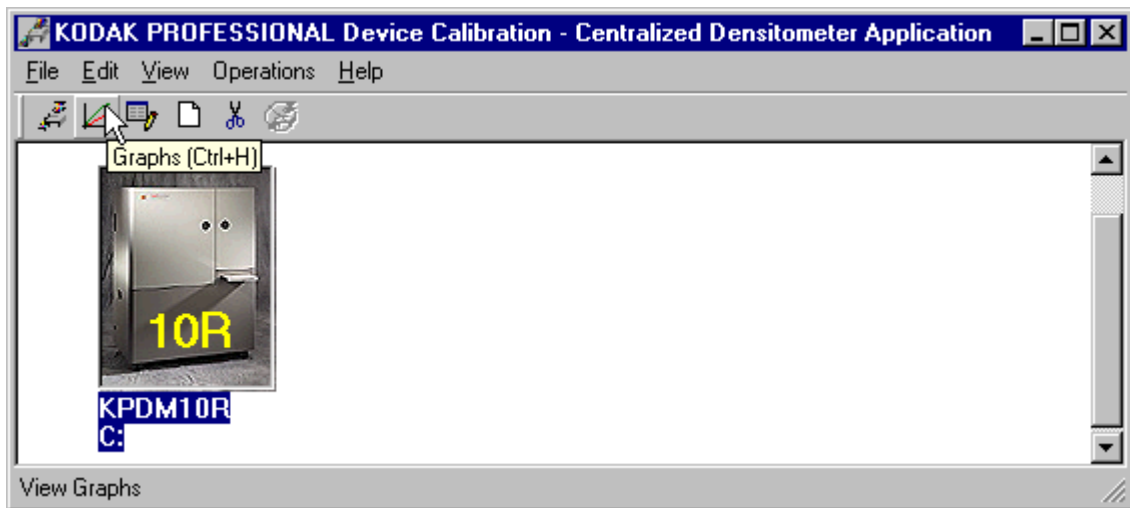 KODAK PROFESSIONAL Device Calibration - Centralized Densitometer Application
File Edit View Operations Help
Graphs (Ctrl+H)
10R
KPDM10R
C:
View Graphs